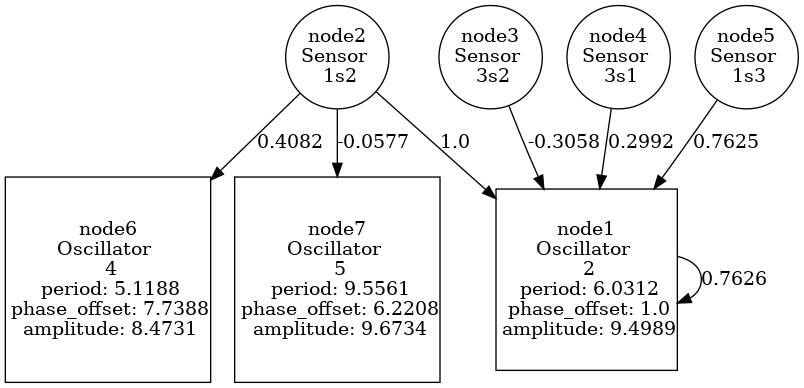 node2
Sensor
1s2
node3
Sensor
3s2
node4
Sensor
3s1
node5
Sensor
1s3
0.4082
-0.0577
1.0
-0.3058
0.2992
0.7625
node6
Oscillator
4
period: 5.1188
phase_offset: 7.7388
amplitude: 8.4731
node7
Oscillator
5
period: 9.5561
phase_offset: 6.2208
amplitude: 9.6734
node1
Oscillator
2
period: 6.0312
phase_offset: 1.0
amplitude: 9.4989
0.7626